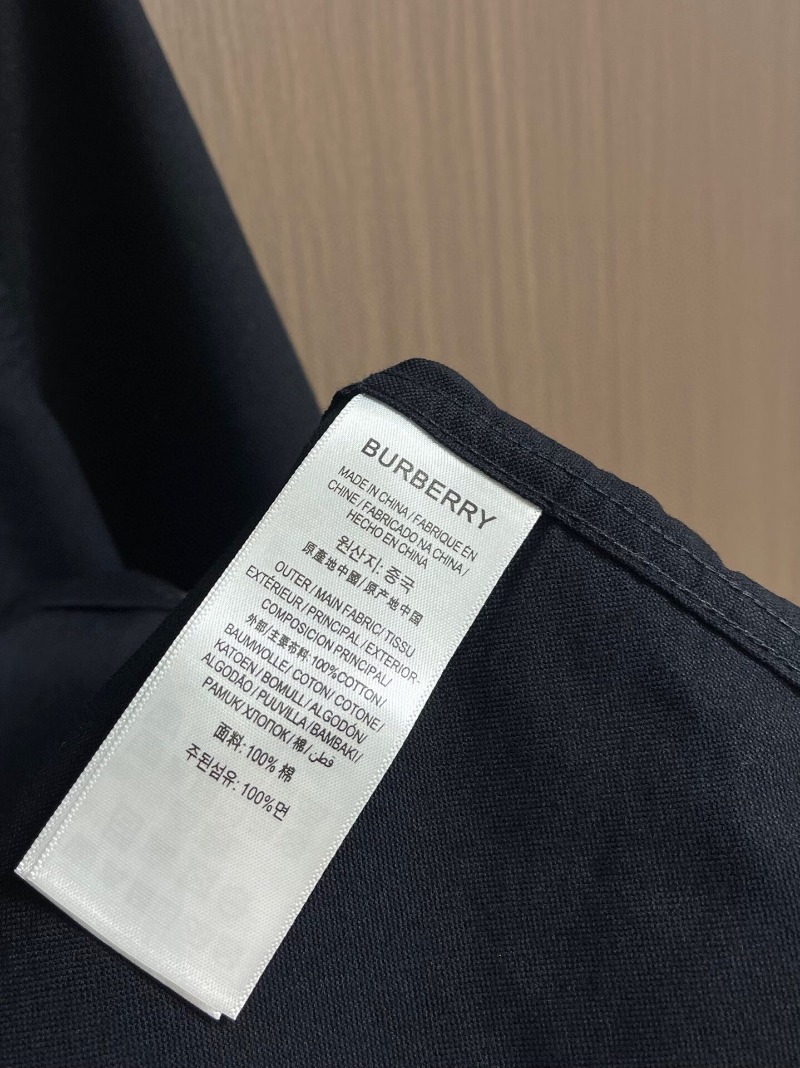 BURBERRY
MADE IN CHINA / FABRIQUE EN
CHINE / FABRICADO NA CHINA /
HECHO EN CHINA
원산지: 중국
原產地中國/原产地中国
OUTER / MAIN FABRIC / TISSU
EXTÉRIEUR / PRINCIPAL / EXTERIOR
COMPOSICION PRINCIPAL/
外部/主要布料 100%COTTON/
BAUMWOLLE / COTON / COTONE /
KATOEN / BOMULL / ALGODÓN/
ALGODÃO / PULVILLA / BAMBAKI /
PAMUK / ХЛОПОК / 棉 / قطن
面料: 100% 棉
주된섬유: 100%면